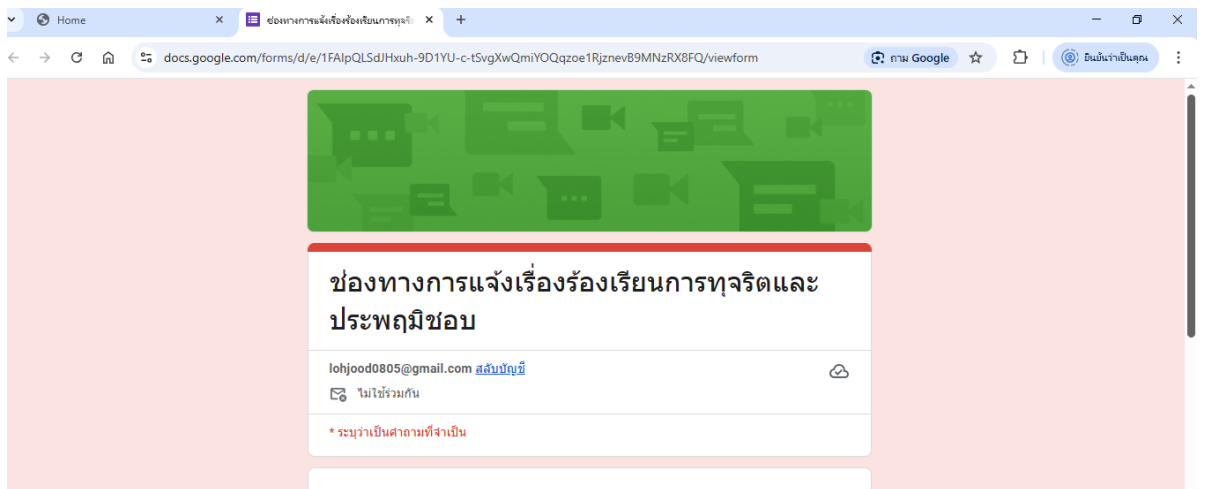 Home
ช่องทางการแจ้งเรื่องร้องเรียนการทุจริ
docs.google.com/forms/d/e/1FAIpQLSdJHxuh-9D1YU-c-tSvgXwQmiYOQqzoe1RjznevB9MNzRX8FQ/viewform
ถาม Google
ยืนยันว่าเป็นคุณ
ช่องทางการแจ้งเรื่องร้องเรียนการทุจริตและ
ประพฤมิชอบ
lohjood0805@gmail.com สลับบัญชี
ไม่ใช้ร่วมกัน
* ระบุว่าเป็นคำถามที่จำเป็น